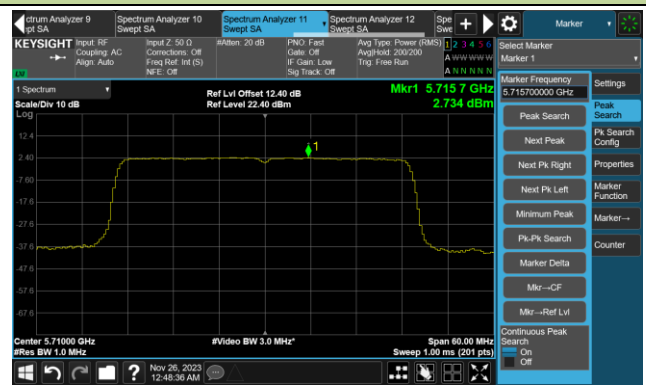 ctrum Analyzer 9
pt SA
Spectrum Analyzer 10
Swept SA
Spectrum Analyzer 11
Swept SA
Spectrum Analyzer 12
Swept SA
Spe
Swe
Marker
KEYSIGHT
Input: RF
Coupling: AC
Align: Auto
Input Z: 50 Ω
Corrections: Off
Freq Ref: Int (S)
NFE: Off
#Atten: 20 dB
PNO: Fast
Gate: Off
IF Gain: Low
Sig Track: Off
Avg Type: Power (RMS)
Avg|Hold: 200/200
Trig: Free Run
1 2 3 4 5 6
A W W W W W
A N N N N N
LXI
Select Marker
Marker 1
1 Spectrum
Scale/Div 10 dB
Log
Ref Lvl Offset 12.40 dB
Ref Level 22.40 dBm
Mkr1 5.715 7 GHz
2.734 dBm
12.4
2.40
-7.60
-17.6
-27.6
-37.6
-47.6
-57.6
-67.6
1
Center 5.71000 GHz
#Res BW 1.0 MHz
#Video BW 3.0 MHz*
Span 60.00 MHz
Sweep 1.00 ms (201 pts)
Marker Frequency
5.715700000 GHz
Peak Search
Next Peak
Next Pk Right
Next Pk Left
Minimum Peak
Pk-Pk Search
Marker Delta
Mkr→CF
Mkr→Ref Lvl
Continuous Peak
Search
On
Off
Settings
Peak
Search
Pk Search
Config
Properties
Marker
Function
Marker→
Counter
?
Nov 26, 2023
12:48:36 AM